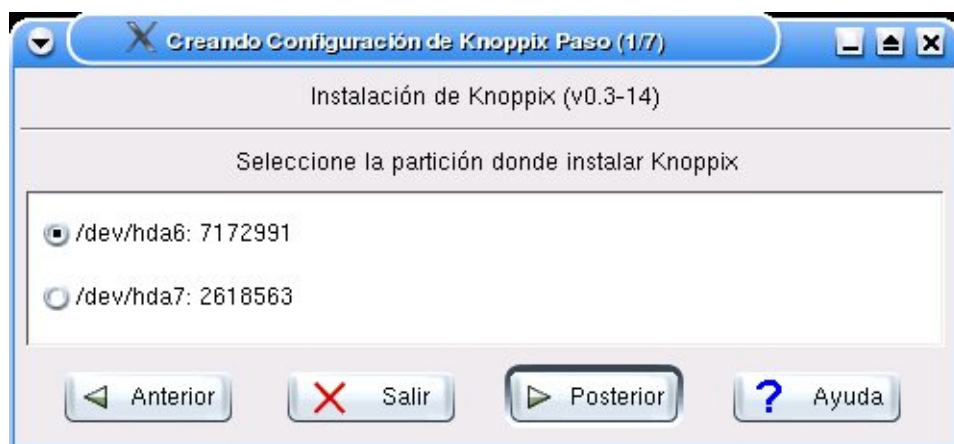 Creando Configuración de Knoppix Paso (1/7)
Instalación de Knoppix (v0.3-14)
Seleccione la partición donde instalar Knoppix
/dev/hda6: 7172991
/dev/hda7: 2618563
Anterior Salir Posterior ? Ayuda